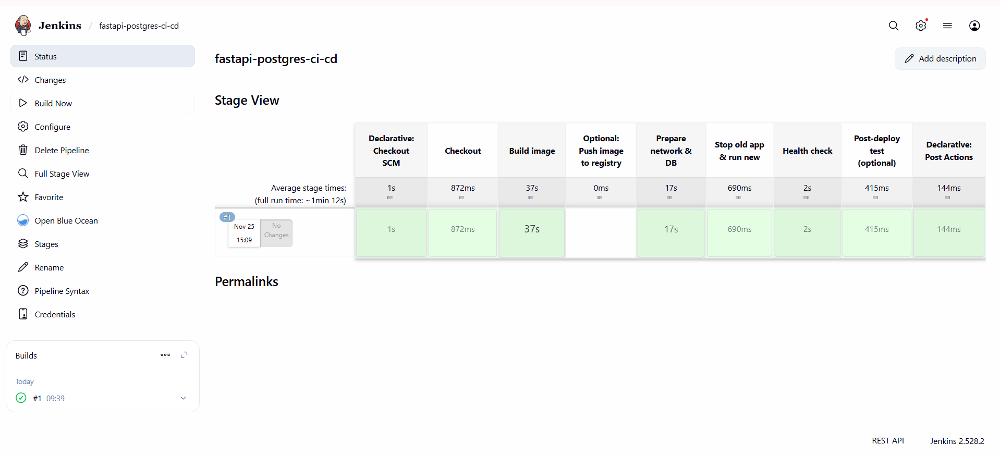 Jenkins / fastapi-postgres-ci-cd
Status
Changes
Build Now
Configure
Delete Pipeline
Full Stage View
Favorite
Open Blue Ocean
Stages
Rename
Pipeline Syntax
Credentials
Builds
Today
#1 09:39
fastapi-postgres-ci-cd
Add description
Stage View
Declarative:
Checkout
SCM
Checkout
Build image
Optional:
Push image
to registry
Prepare
network &
DB
Stop old app
& run new
Health check
Post-deploy
test
(optional)
Declarative:
Post Actions
Average stage times:
(full run time: ~1min 12s)
1s 872ms 37s 0ms 17s 690ms 2s 415ms 144ms
#1
Nov 25
15:09
No
Changes
1s 872ms 37s 17s 690ms 2s 415ms 144ms
Permalinks
REST API Jenkins 2.528.2